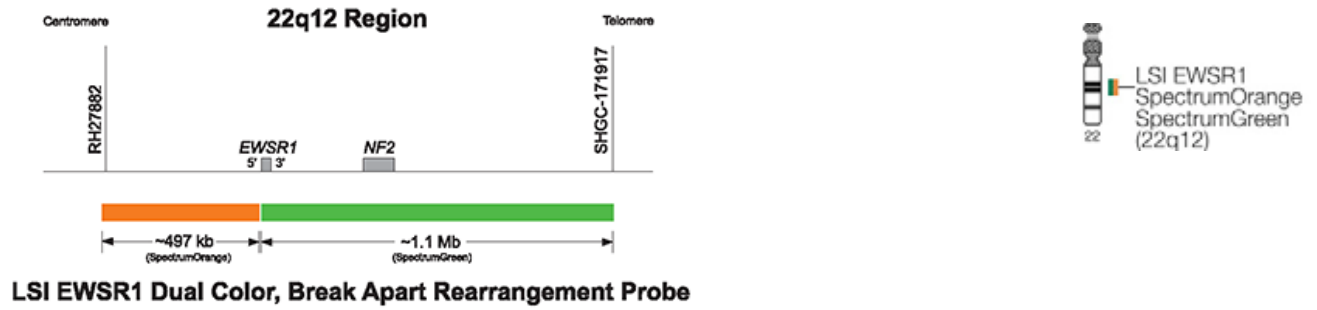 22q12 Region
Centromere
Telomere
RH27882
SHGC-171917
EWSR1
5' 3'
NF2
~497 kb
(SpectrumOrange)
~1.1 Mb
(SpectrumGreen)
LSI EWSR1 Dual Color, Break Apart Rearrangement Probe
LSI EWSR1
SpectrumOrange
SpectrumGreen
(22q12)
22